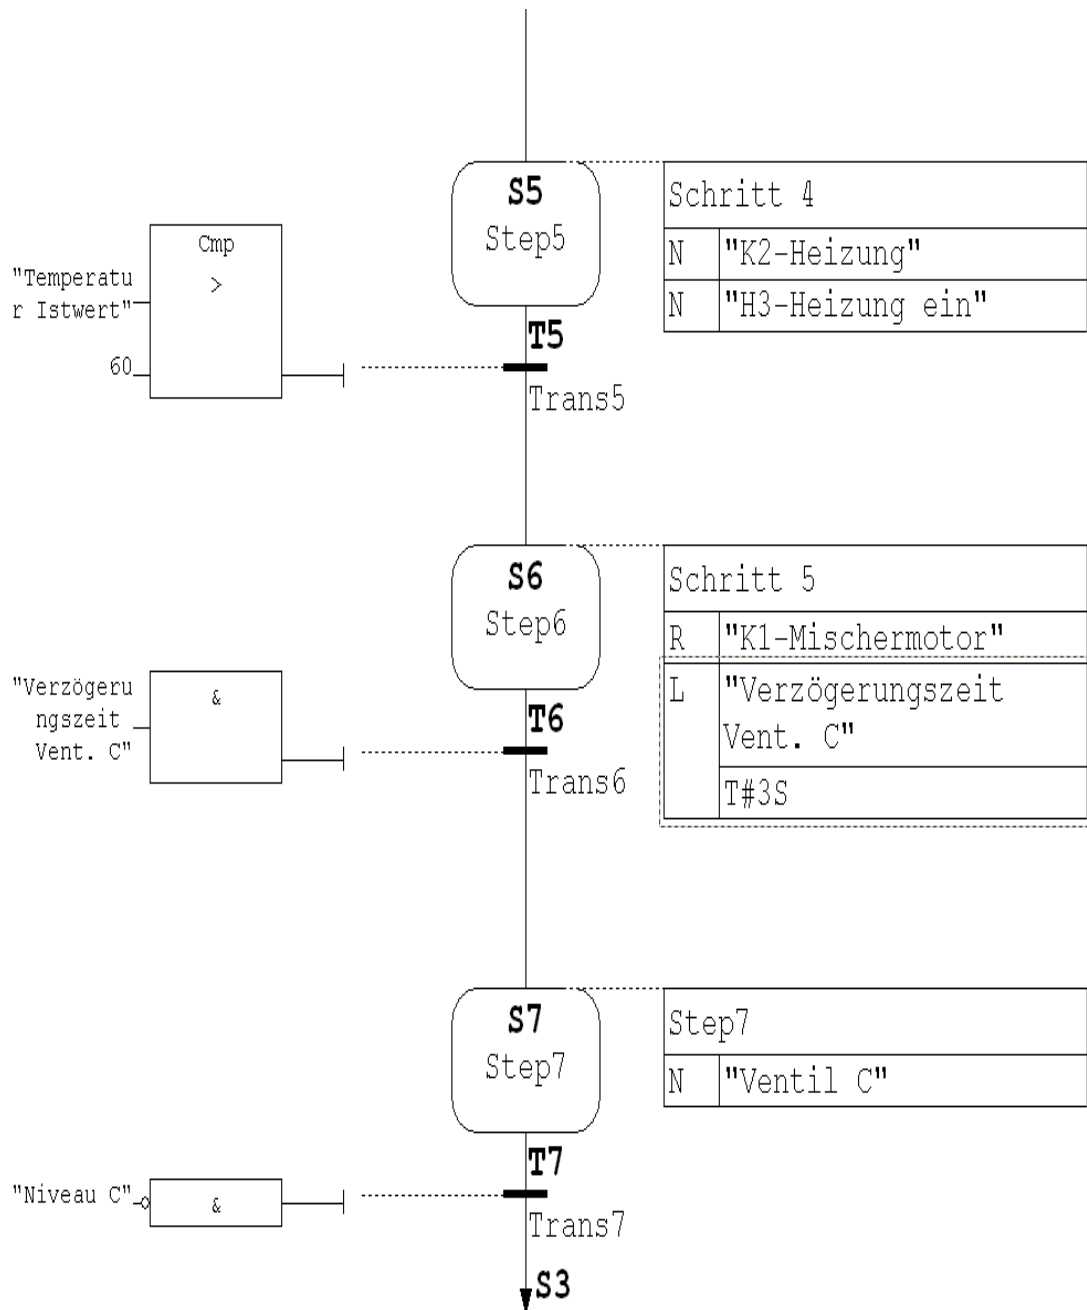 S5
Step5
Schritt 4
N "K2-Heizung"
N "H3-Heizung ein"
Cmp
>
"Temperatu
r Istwert"
60
T5
Trans5
S6
Step6
Schritt 5
R "K1-Mischermotor"
L "Verzögerungszeit
Vent. C"
T#3S
"Verzögeru
ngszeit
Vent. C"
&
T6
Trans6
S7
Step7
Step7
N "Ventil C"
"Niveau C"
&
T7
Trans7
S3